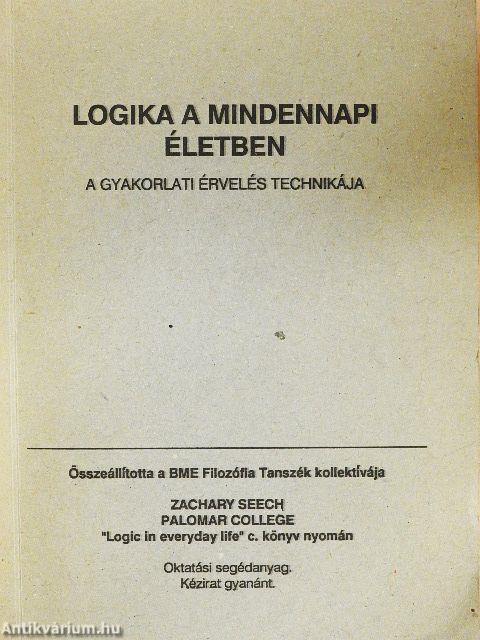 LOGIKA A MINDENNAPI
ÉLETBEN
A GYAKORLATI ÉRVELÉS TECHNIKÁJA
Összeállította a BME Filozófia Tanszék kollektívája
ZACHARY SEECH
PALOMAR COLLEGE
"Logic in everyday life" c. könyv nyomán
Oktatási segédanyag.
Kézirat gyanánt.
Antikvárium.hu